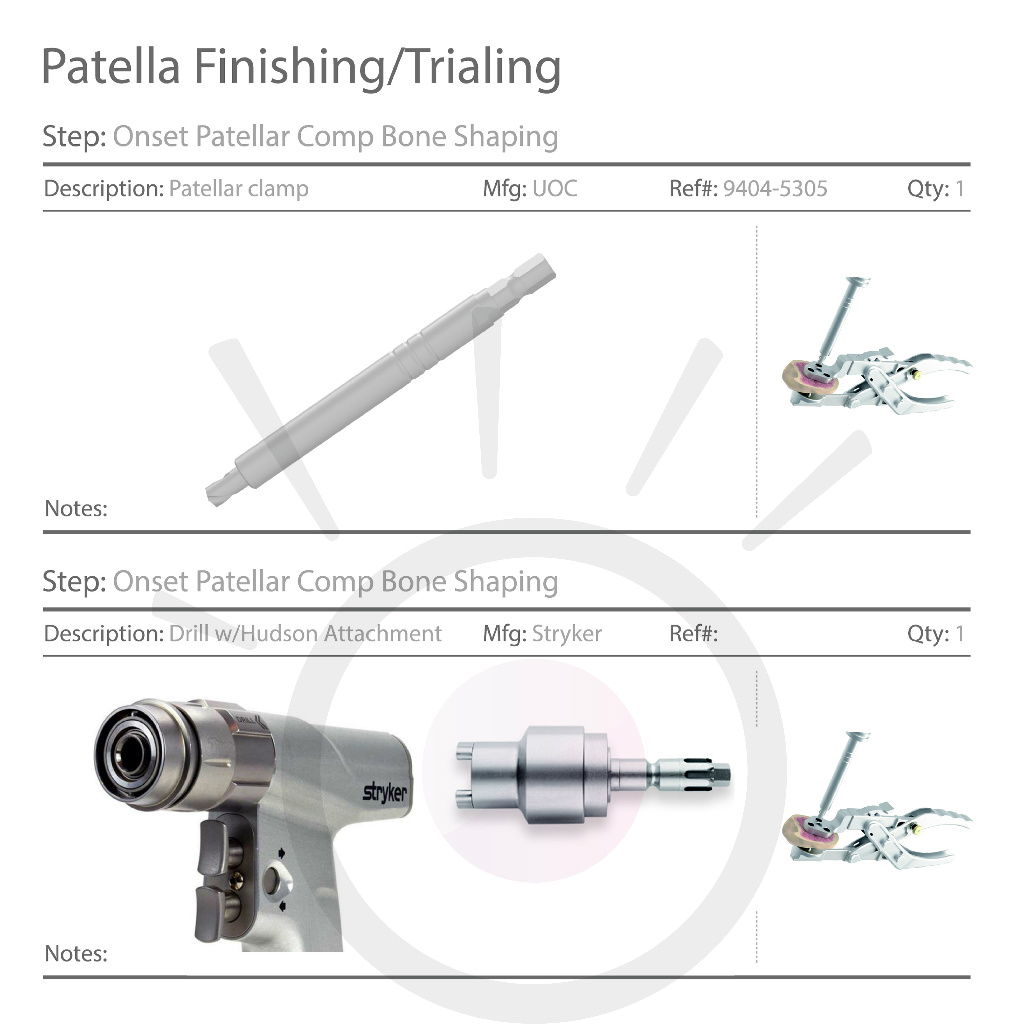 Patella Finishing/Trialing
Step: Onset Patellar Comp Bone Shaping
Description: Patellar clamp Mfg: UOC Ref#: 9404-5305 Qty: 1
Notes:
Step: Onset Patellar Comp Bone Shaping
Description: Drill w/Hudson Attachment Mfg: Stryker Ref#: Qty: 1
DRILL
stryker
Notes: